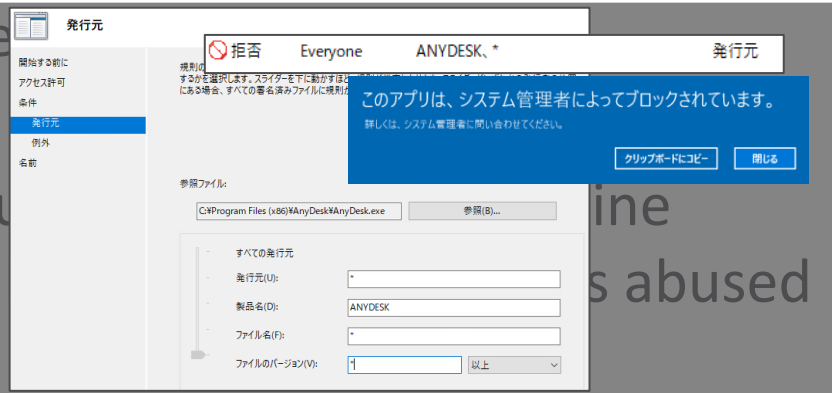 発行元
拒否 Everyone ANYDESK、* 発行元
開始する前に
アクセス許可
条件
発行元
例外
名前
するかを選択します。スライダーを下に動かすほど、
にある場合、すべての署名済みファイルに規則が
このアプリは、システム管理者によってブロックされています。
詳しくは、システム管理者に問い合わせてください。
クリップボードにコピー 閉じる
参照ファイル:
C:¥Program Files (x86)¥AnyDesk¥AnyDesk.exe 参照(B)...
ine
s abused
すべての発行元
発行元(U): *
製品名(D): ANYDESK
ファイル名(F): *
ファイルのバージョン(V): * 以上